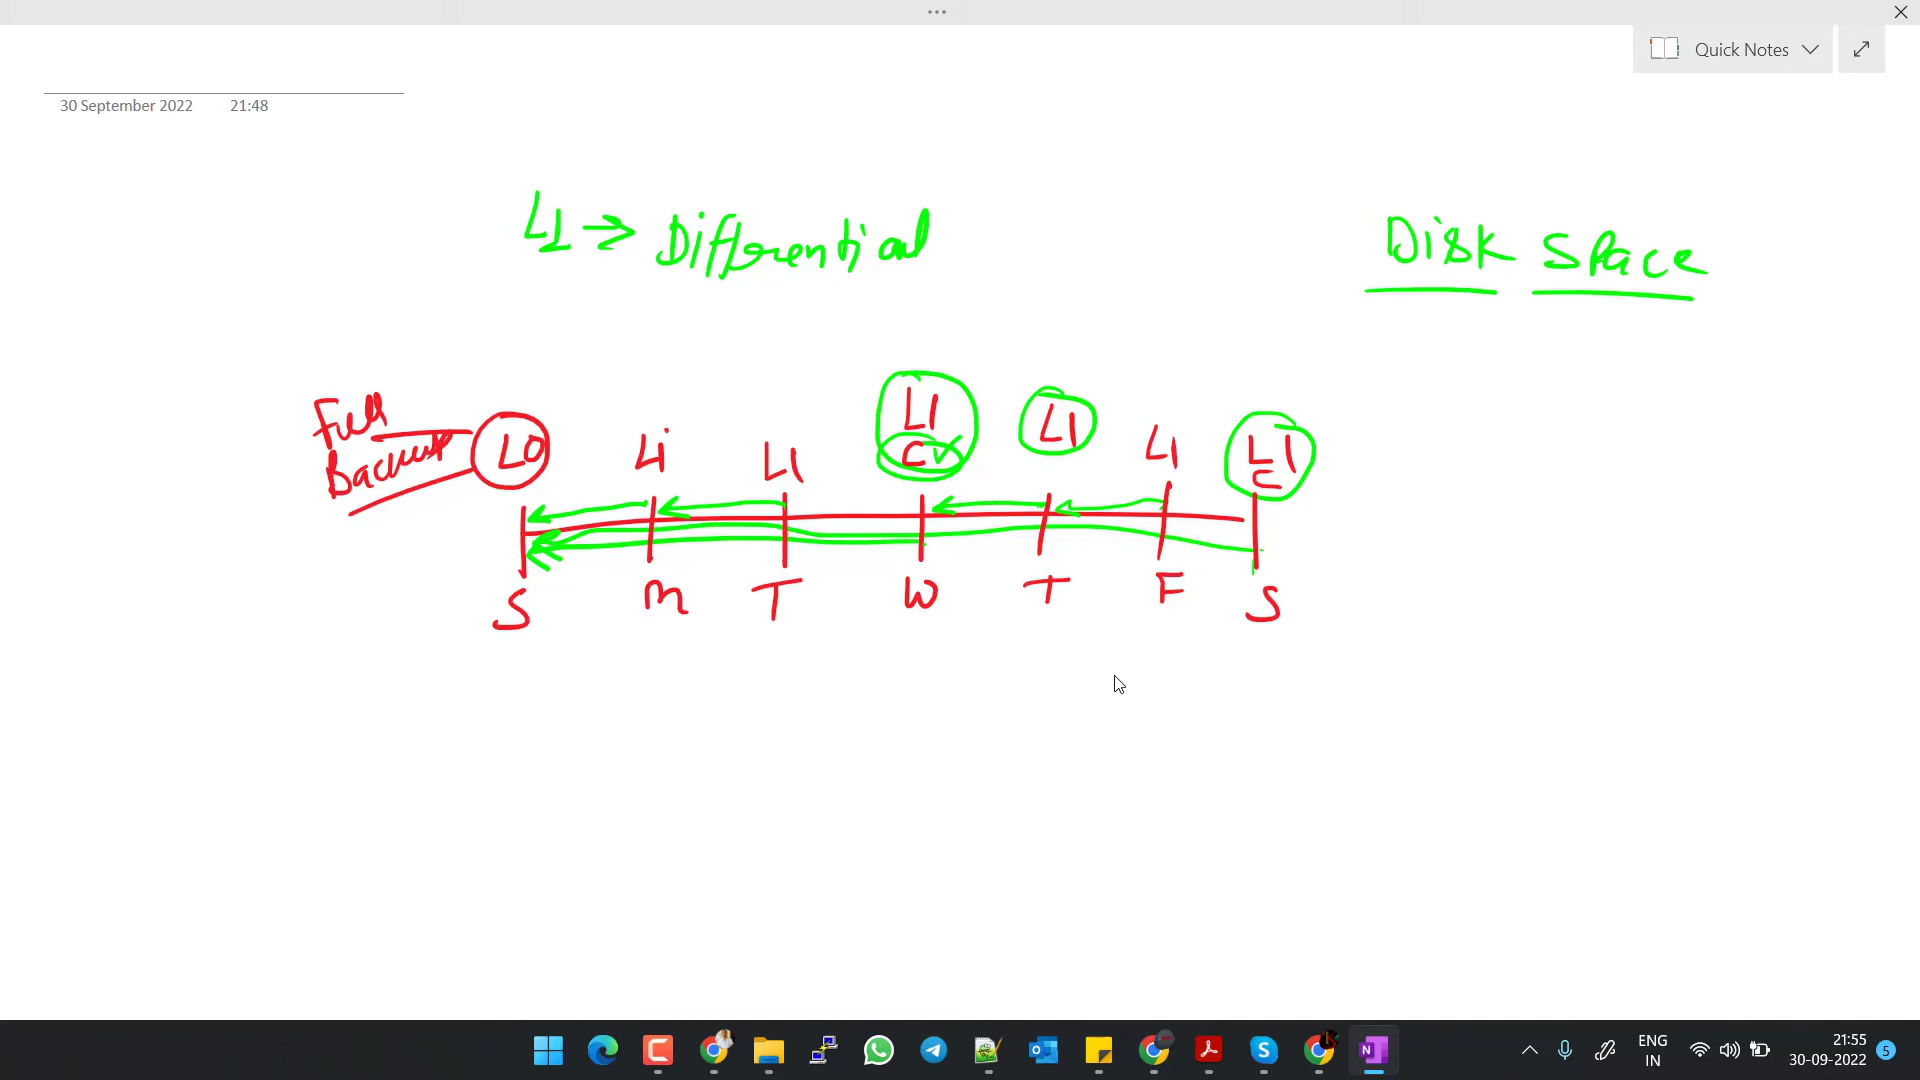 Quick Notes
30 September 2022 21:48
L1 → Differential
Disk Space
Full
Backup
L0 L1 L1 L1 L1 L1 L1
C C
S M T W T F S
ENG
IN
21:55
30-09-2022
5